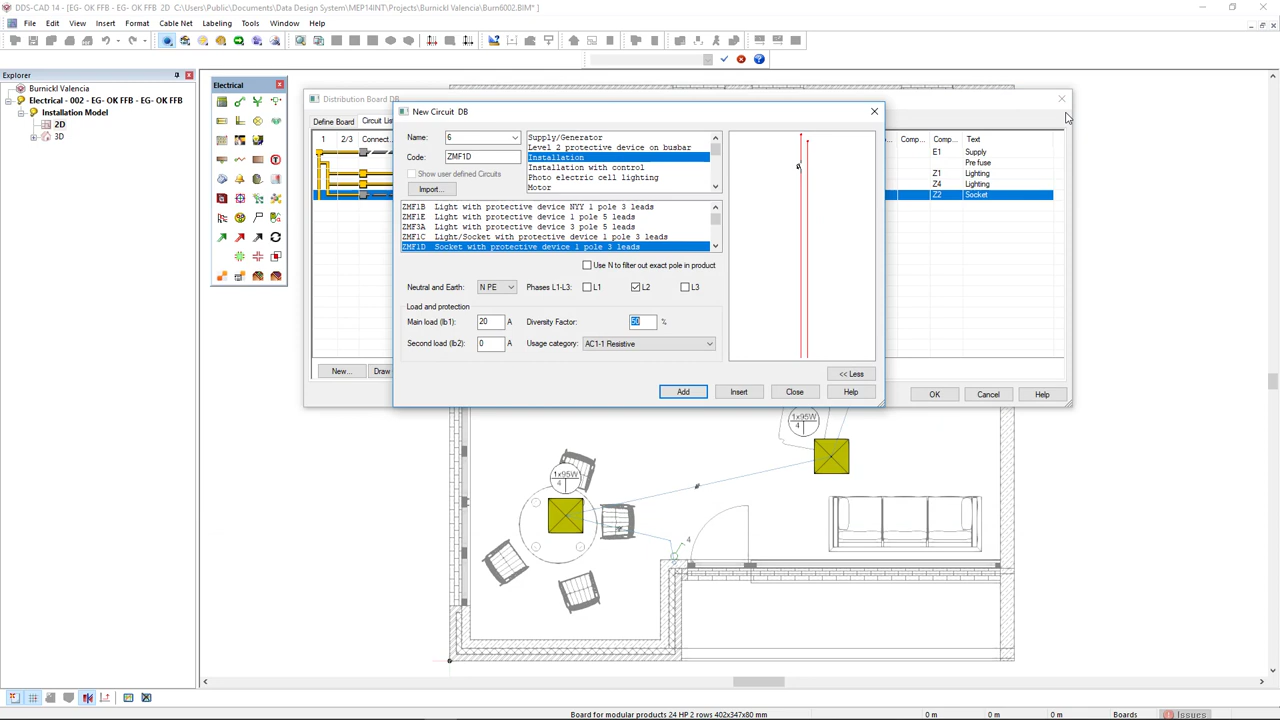 DDS-CAD 14 - [EG- OK FFB  2D  C:\Users\Public\Documents\Data Design System\MEP14INT\Projects\Burnickl Valencia\Burn6002.BIM*]
File Edit View Insert Format Cable Net Labeling Tools Window Help
Explorer
Burnickl Valencia
Electrical - 002 - EG- OK FFB - EG- OK FFB
Installation Model
2D
3D
Electrical
Distribution Board DB
Define Board Circuit Lis
1 2/3 Connect... Comp... Comp... Text
E1 Supply
Pre fuse
Z1 Lighting
Z4 Lighting
Z2 Socket
New... Draw
OK Cancel Help
New Circuit DB
Name: 6
Code: ZMF1D
Show user defined Circuits
Import...
Supply/Generator
Level 2 protective device on busbar
Installation
Installation with control
Photo electric cell lighting
Motor
ZMF1B Light with protective device NYY 1 pole 3 leads
ZMF1E Light with protective device 1 pole 5 leads
ZMF3A Light with protective device 3 pole 5 leads
ZMF1C Light/Socket with protective device 1 pole 3 leads
ZMF1D Socket with protective device 1 pole 3 leads
Use N to filter out exact pole in product
Neutral and Earth: N PE Phases L1-L3: L1 L2 L3
Load and protection
Main load (Ib1): 20 A Diversity Factor: 50 %
Second load (Ib2): 0 A Usage category: AC1-1 Resistive
<< Less
Add Insert Close Help
1x95W
4
1x95W
4
4
Board for modular products 24 HP 2 rows 402x347x80 mm 0 m 0 m 0 m Boards Issues